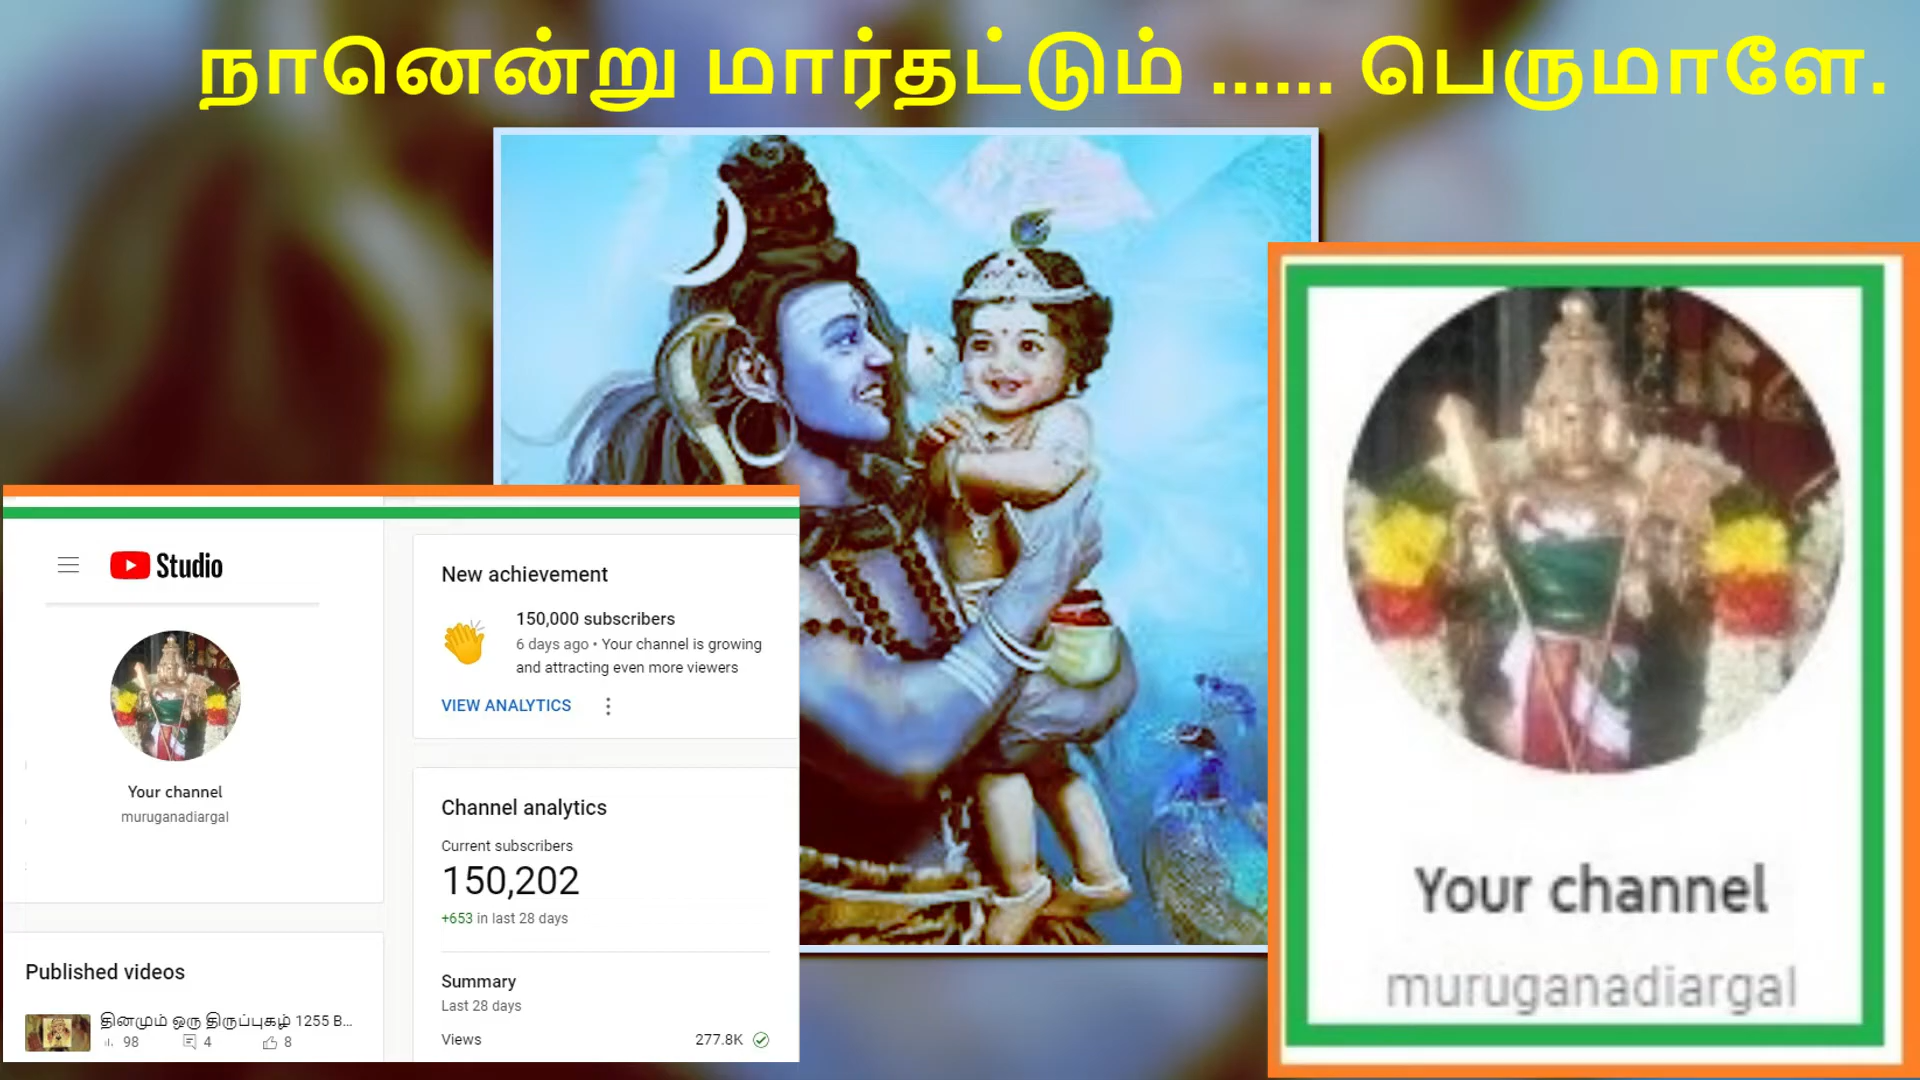 நானென்று மார்தட்டும் ...... பெருமாளே.
Studio
Your channel
muruganadiargal
Published videos
தினமும் ஒரு திருப்புகழ் 1255 B...
98 4 8
New achievement
150,000 subscribers
6 days ago • Your channel is growing
and attracting even more viewers
VIEW ANALYTICS
Channel analytics
Current subscribers
150,202
+653 in last 28 days
Summary
Last 28 days
Views 277.8K
Your channel
muruganadiargal